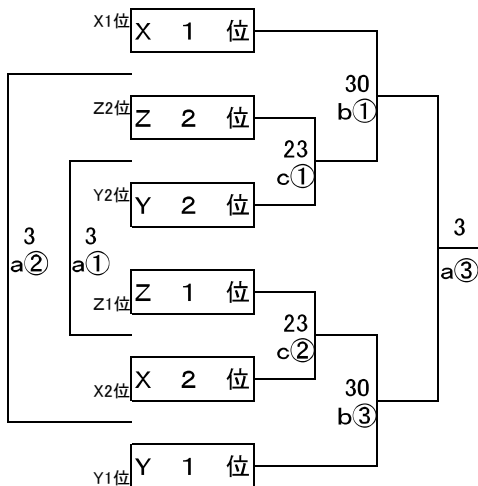 X1位
X 1 位
30
b①
Z2位
Z 2 位
23
c①
Y2位
Y 2 位
3
a②
3
a①
3
a③
Z1位
Z 1 位
23
c②
X2位
X 2 位
30
b③
Y1位
Y 1 位